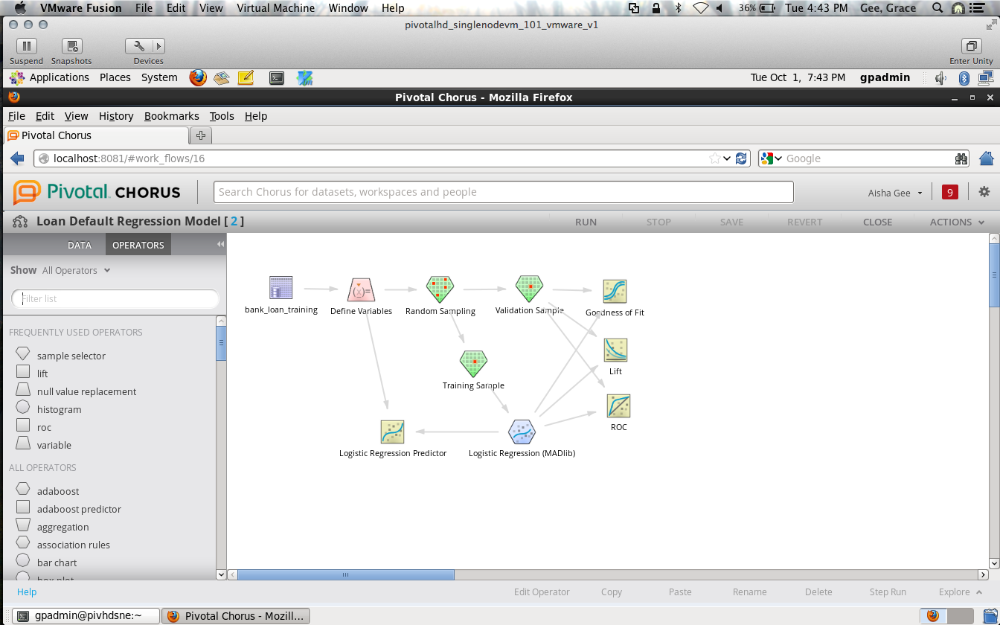 VMware Fusion File Edit View Virtual Machine Window Help 36% Tue 4:43 PM Gee, Grace
pivotalhd_singlenodevm_101_vmware_v1
Suspend Snapshots Devices Enter Unity
Applications Places System Tue Oct 1, 7:43 PM gpadmin
Pivotal Chorus - Mozilla Firefox
File Edit View History Bookmarks Tools Help
Pivotal Chorus
localhost:8081/#work_flows/16 Google
Pivotal CHORUS Search Chorus for datasets, workspaces and people Aisha Gee 9
Loan Default Regression Model [ 2 ] RUN STOP SAVE REVERT CLOSE ACTIONS
DATA OPERATORS
Show All Operators
Filter list
FREQUENTLY USED OPERATORS
sample selector
lift
null value replacement
histogram
roc
variable
ALL OPERATORS
adaboost
adaboost predictor
aggregation
association rules
bar chart
box plot
bank_loan_training Define Variables Random Sampling Validation Sample Goodness of Fit
Lift
Training Sample
ROC
Logistic Regression Predictor Logistic Regression (MADlib)
Help Edit Operator Copy Paste Rename Delete Step Run Explore
gpadmin@pivhdsne:~ Pivotal Chorus - Mozill...